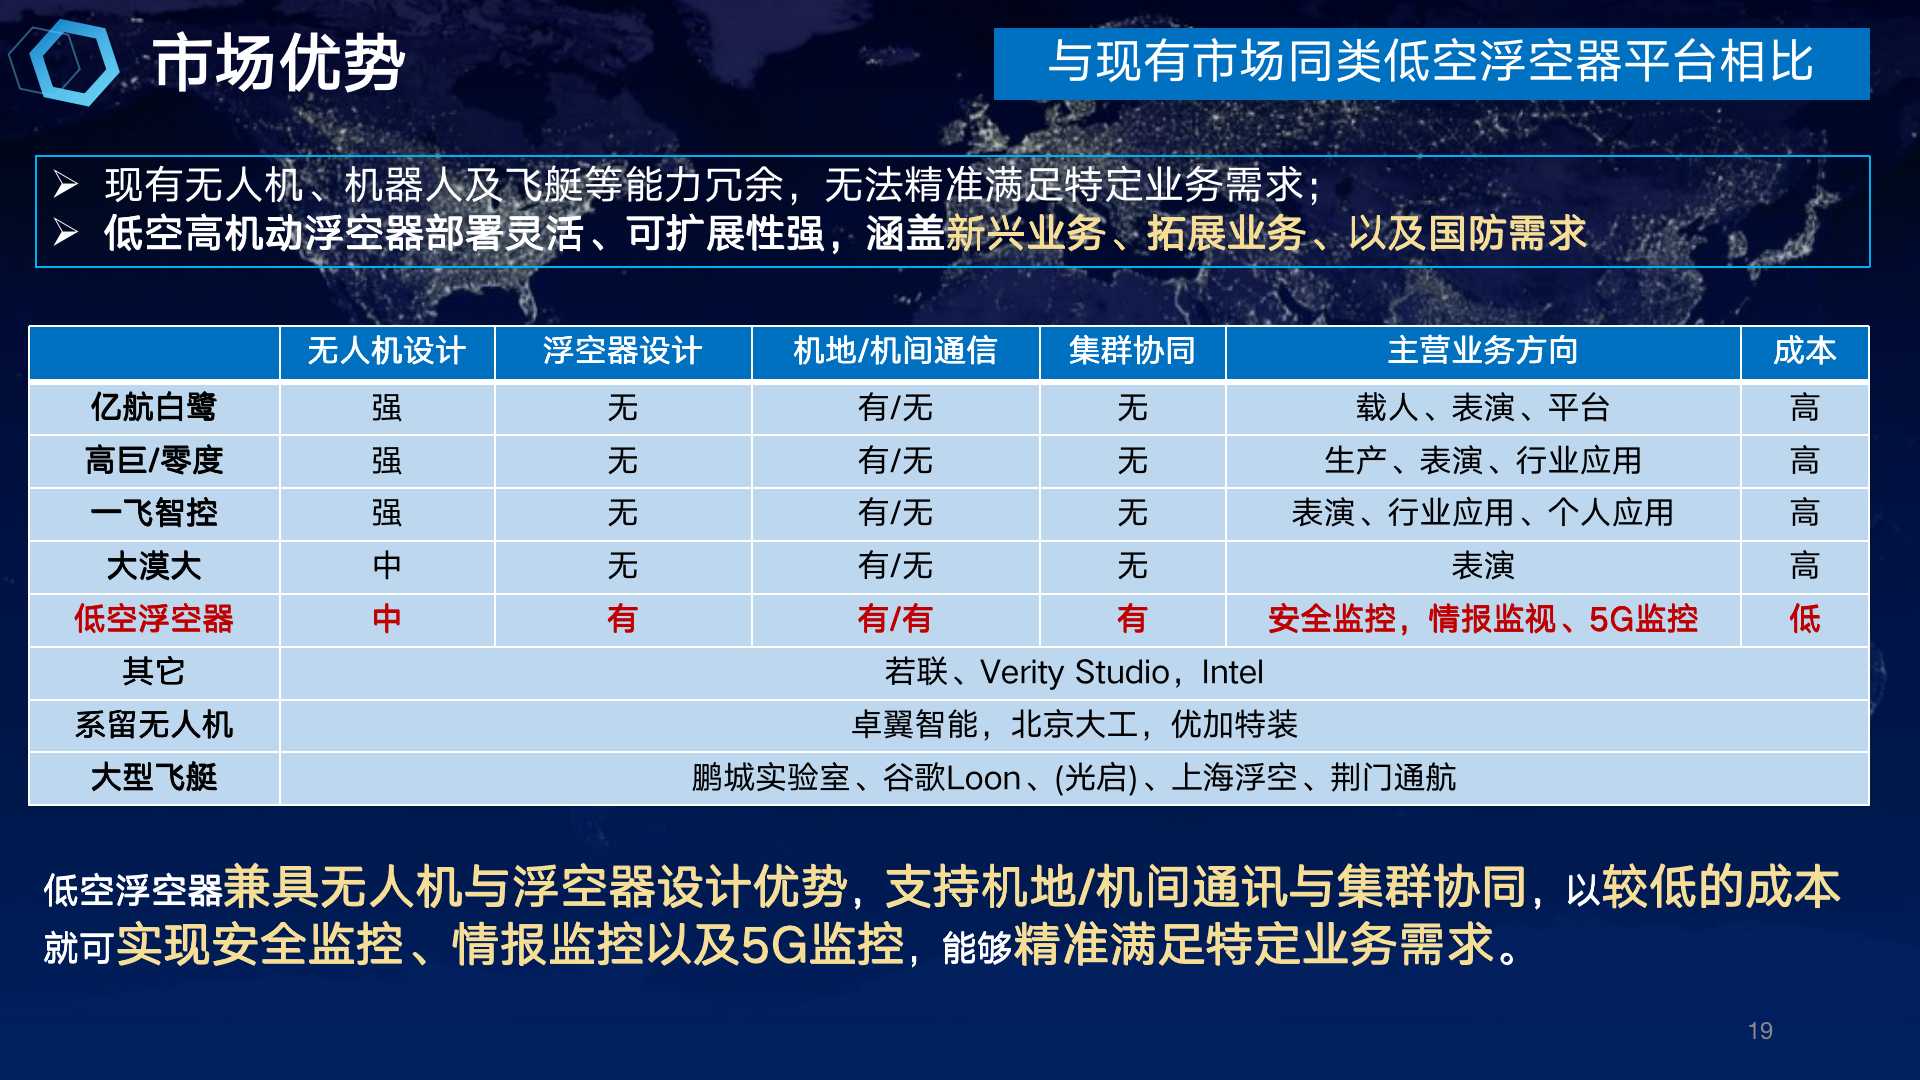 市场优势
与现有市场同类低空浮空器平台相比
➢ 现有无人机、机器人及飞艇等能力冗余，无法精准满足特定业务需求；
➢ 低空高机动浮空器部署灵活、可扩展性强，涵盖新兴业务、拓展业务、以及国防需求
无人机设计 浮空器设计 机地/机间通信 集群协同 主营业务方向 成本
亿航白鹭 强 无 有/无 无 载人、表演、平台 高
高巨/零度 强 无 有/无 无 生产、表演、行业应用 高
一飞智控 强 无 有/无 无 表演、行业应用、个人应用 高
大漠大 中 无 有/无 无 表演 高
低空浮空器 中 有 有/有 有 安全监控，情报监视、5G监控 低
其它 若联、Verity Studio，Intel
系留无人机 卓翼智能，北京大工，优加特装
大型飞艇 鹏城实验室、谷歌Loon、(光启)、上海浮空、荆门通航
低空浮空器兼具无人机与浮空器设计优势，支持机地/机间通讯与集群协同，以较低的成本
就可实现安全监控、情报监控以及5G监控，能够精准满足特定业务需求。
19